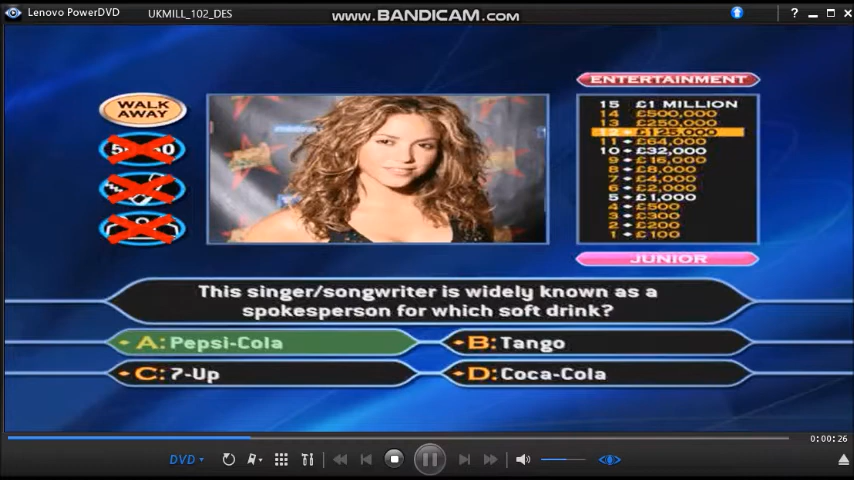 Lenovo PowerDVD
UKMILL_102_DES
www.BANDICAM.com
?
ENTERTAINMENT
WALK
AWAY
50:50
15 £1 MILLION
14 £500,000
13 £250,000
12 £125,000
11 £64,000
10 £32,000
9 £16,000
8 £8,000
7 £4,000
6 £2,000
5 £1,000
4 £500
3 £300
2 £200
1 £100
JUNIOR
This singer/songwriter is widely known as a
spokesperson for which soft drink?
A: Pepsi-Cola
B: Tango
C: 7-Up
D: Coca-Cola
0:00:26
DVD